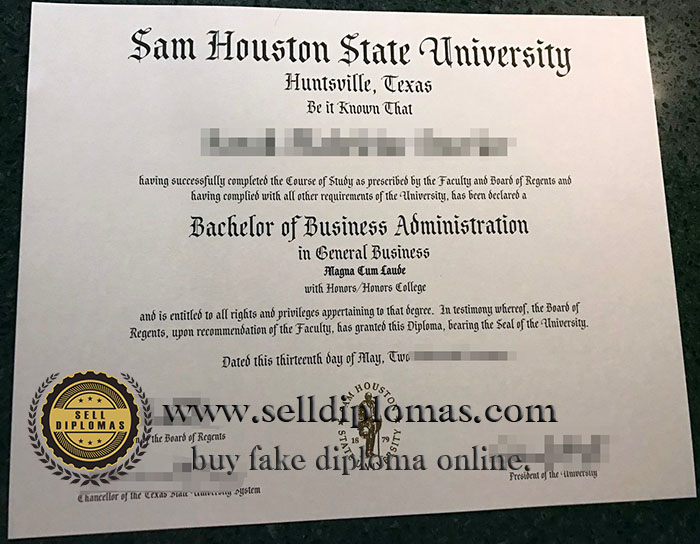 Sam Houston State University
Huntsville, Texas
Be it Known That
having successfully completed the Course of Study as prescribed by the Faculty and Board of Regents and
having complied with all other requirements of the University, has been declared a
Bachelor of Business Administration
in General Business
Magna Cum Laude
with Honors/Honors College
and is entitled to all rights and privileges appertaining to that degree. In testimony whereof, the Board of
Regents, upon recommendation of the Faculty, has granted this Diploma, bearing the Seal of the University.
Dated this thirteenth day of May, Two
SELL
DIPLOMAS
www.selldiplomas.com
SAM HOUSTON
STATE UNIVERSITY
1879
of the Board of Regents
buy fake diploma online.
President of the University
Chancellor of the Texas State University System